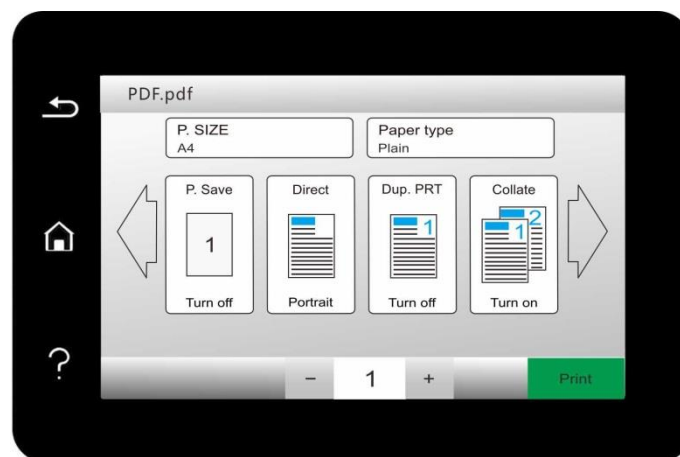 PDF.pdf
P. SIZE
A4
Paper type
Plain
P. Save
1
Turn off
Direct
Portrait
Dup. PRT
1
Turn off
Collate
1
2
Turn on
?
− 1 +
Print